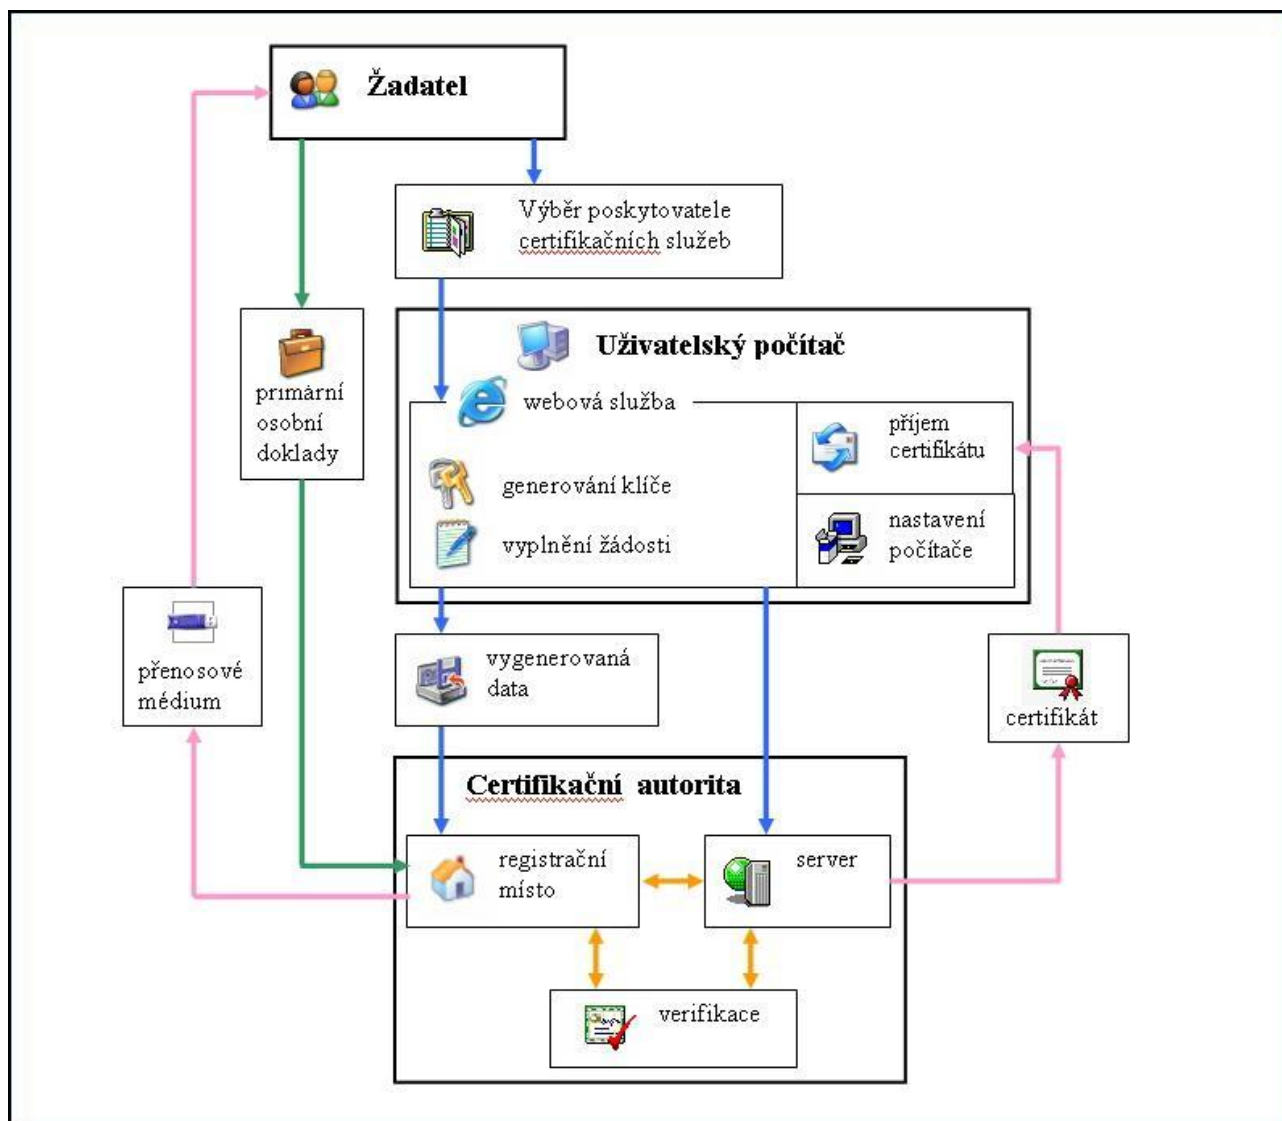 Žadatel
Výběr poskytovatele
certifikačních služeb
primární
osobní
doklady
Uživatelský počítač
webová služba
generování klíče
vyplnění žádosti
příjem
certifikátu
nastavení
počítače
přenosové
médium
vygenerovaná
data
certifikát
Certifikační autorita
registrační
místo
server
verifikace